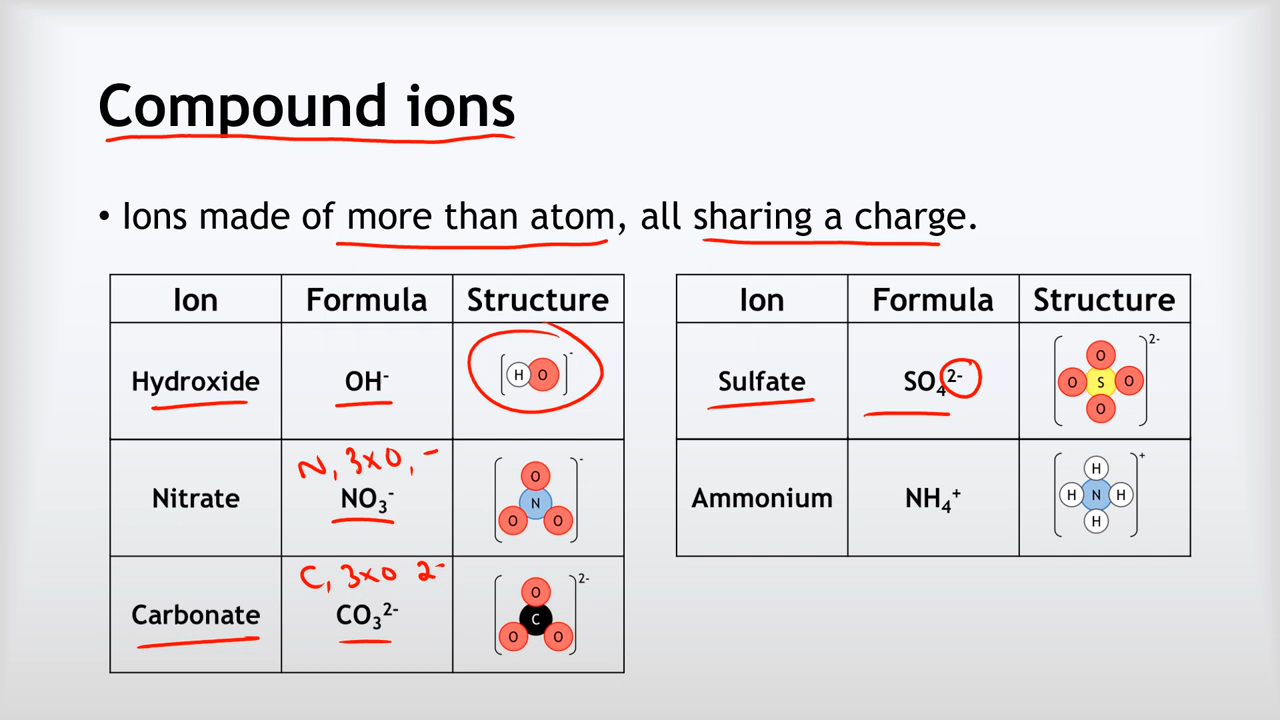 Compound ions
• Ions made of more than atom, all sharing a charge.
Ion Formula Structure
Hydroxide OH⁻ [H O]⁻
N, 3×O, −
Nitrate NO₃⁻ [O N O O]⁻
C, 3×O 2−
Carbonate CO₃²⁻ [O C O O]²⁻
Ion Formula Structure
Sulfate SO₄²⁻ [O O S O O]²⁻
Ammonium NH₄⁺ [H H N H H]⁺